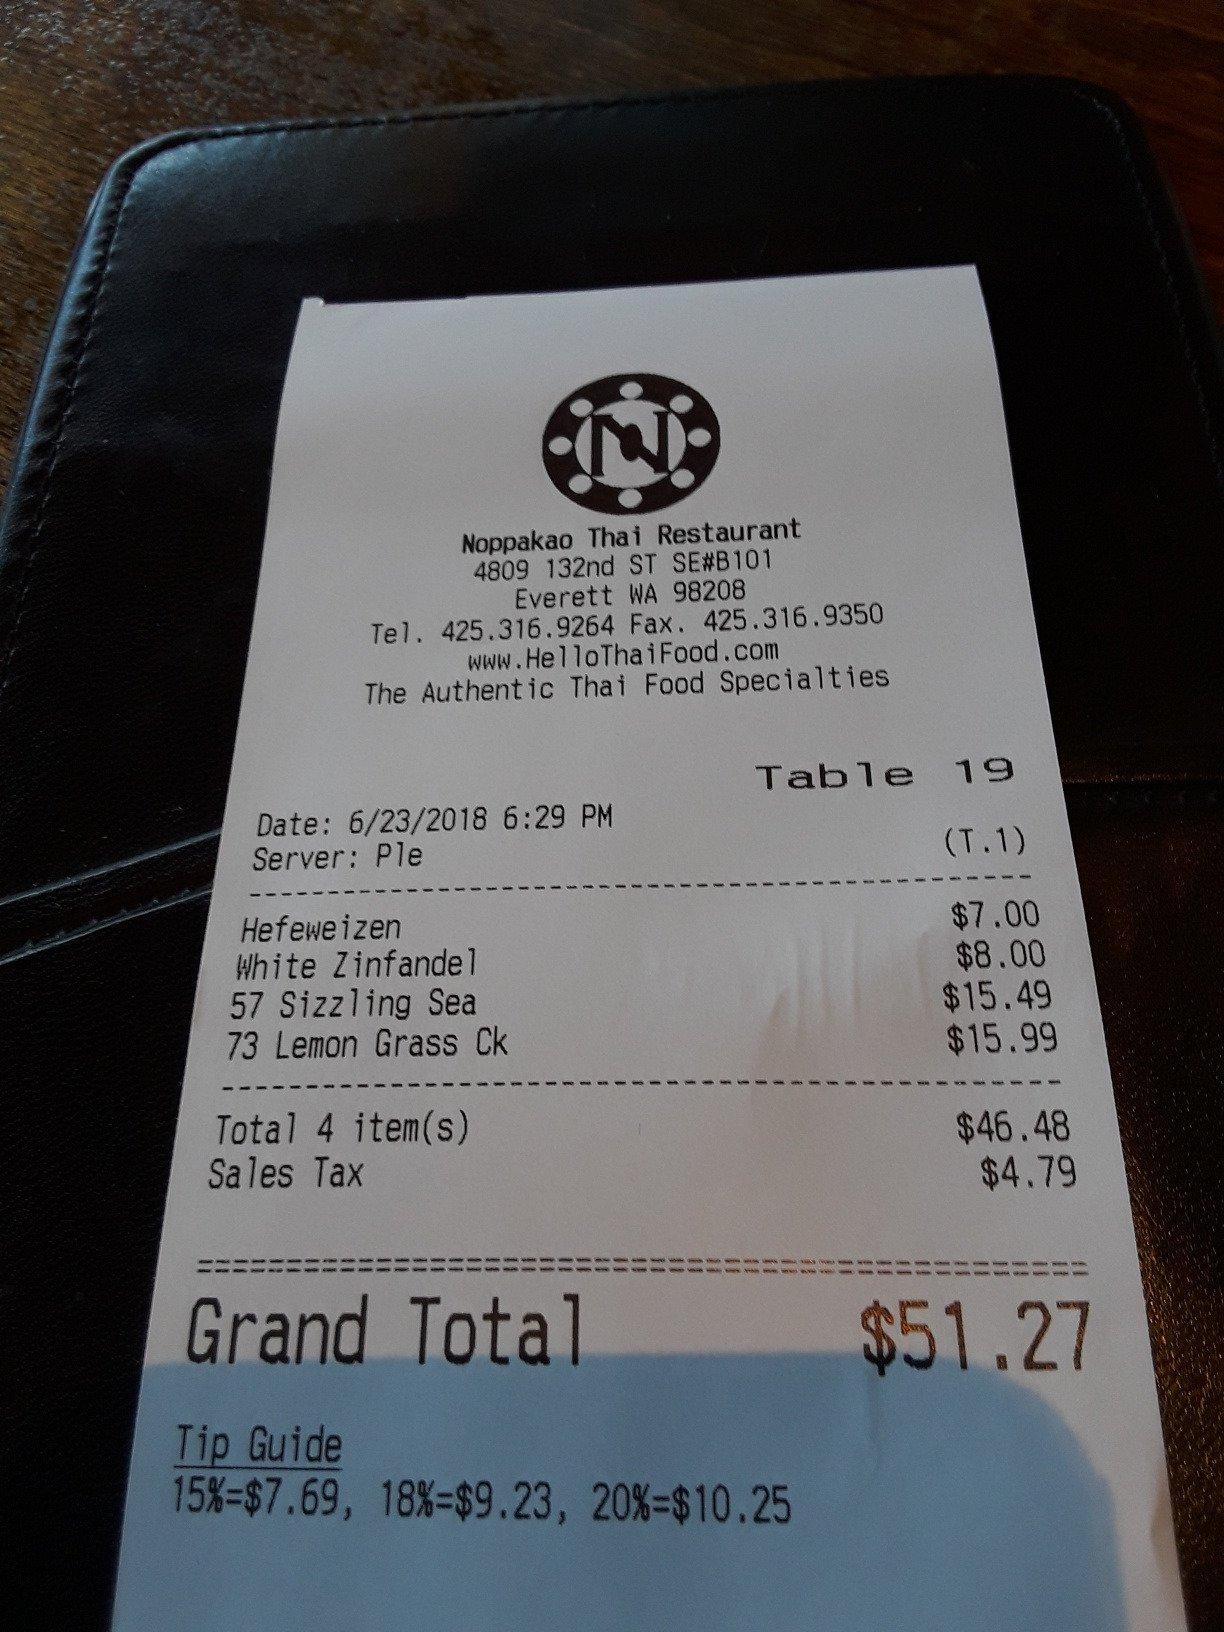 N
Noppakao Thai Restaurant
4809 132nd ST SE#B101
Everett WA 98208
Tel. 425.316.9264 Fax. 425.316.9350
www.HelloThaiFood.com
The Authentic Thai Food Specialties
Table 19
Date: 6/23/2018 6:29 PM
Server: Ple (T.1)
Hefeweizen $7.00
White Zinfandel $8.00
57 Sizzling Sea $15.49
73 Lemon Grass Ck $15.99
Total 4 item(s) $46.48
Sales Tax $4.79
Grand Total $51.27
Tip Guide
15%=$7.69, 18%=$9.23, 20%=$10.25